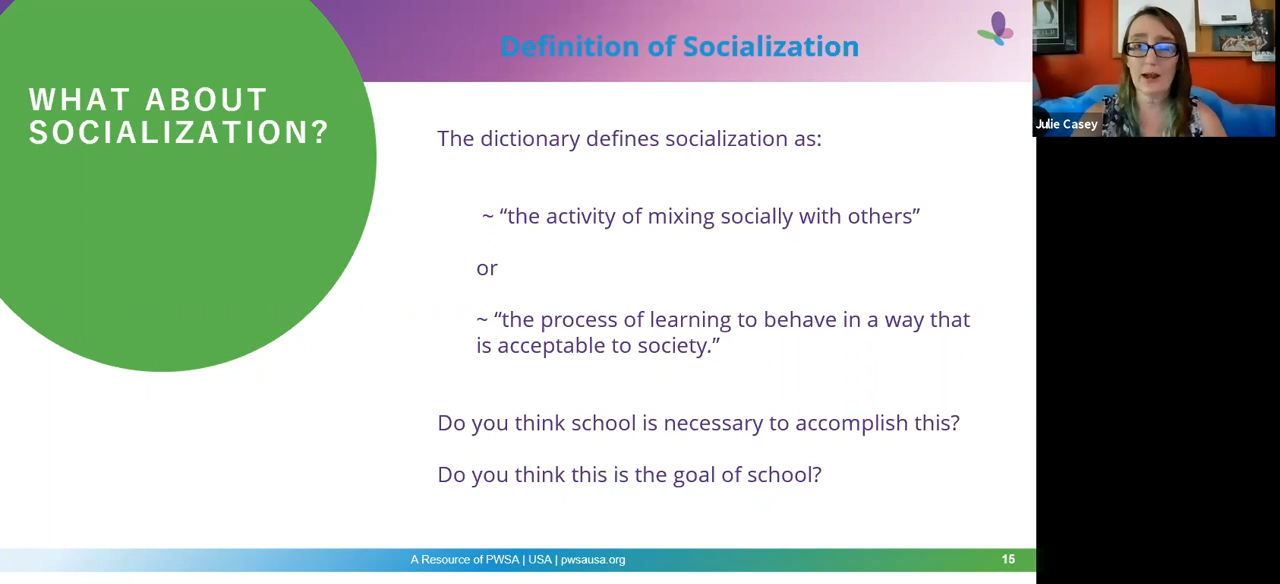 WHAT ABOUT
SOCIALIZATION?
Definition of Socialization
The dictionary defines socialization as:
~ “the activity of mixing socially with others”
or
~ “the process of learning to behave in a way that
is acceptable to society.”
Do you think school is necessary to accomplish this?
Do you think this is the goal of school?
A Resource of PWSA | USA | pwsausa.org
15
Julie Casey